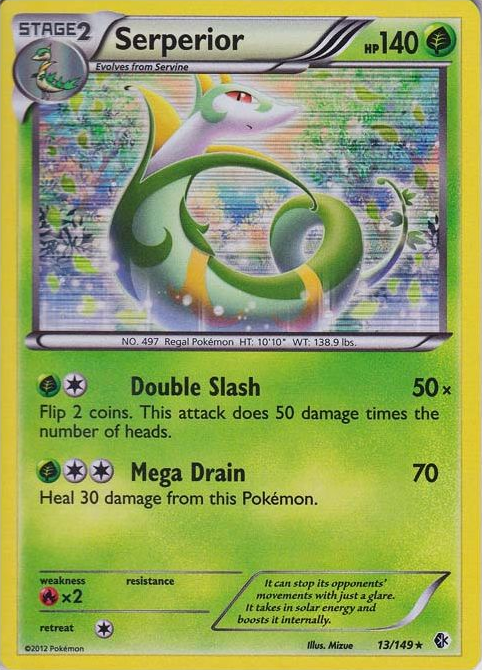 STAGE2
Serperior
HP140
Evolves from Servine
NO. 497 Regal Pokémon HT: 10'10" WT: 138.9 lbs.
Double Slash 50×
Flip 2 coins. This attack does 50 damage times the
number of heads.
Mega Drain 70
Heal 30 damage from this Pokémon.
weakness resistance
×2
retreat
It can stop its opponents'
movements with just a glare.
It takes in solar energy and
boosts it internally.
©2012 Pokémon Illus. Mizue 13/149★